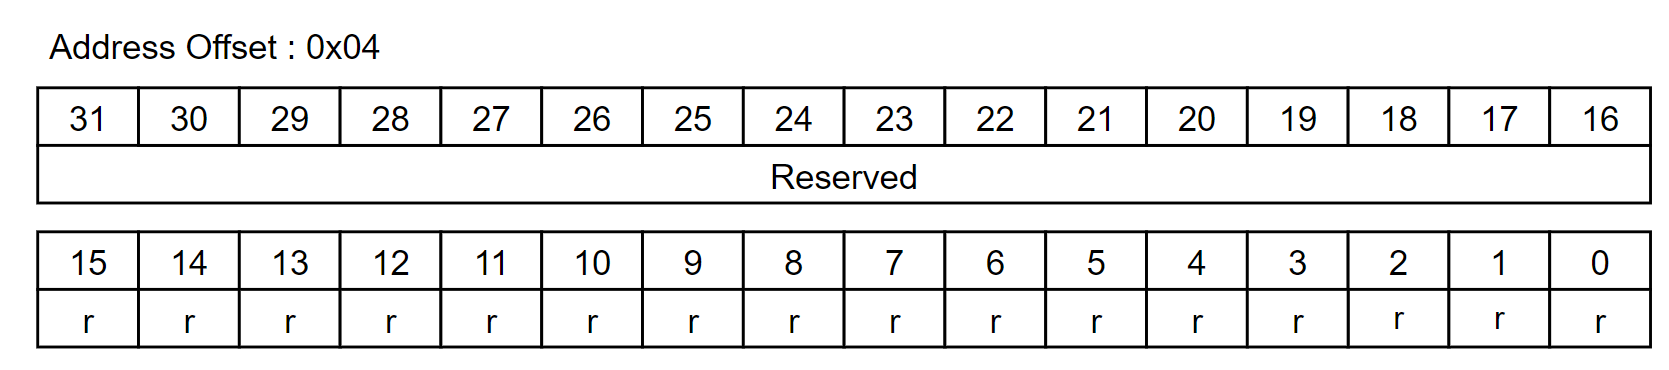 Address Offset : 0x04
31 30 29 28 27 26 25 24 23 22 21 20 19 18 17 16
Reserved
15 14 13 12 11 10 9 8 7 6 5 4 3 2 1 0
r r r r r r r r r r r r r r r r